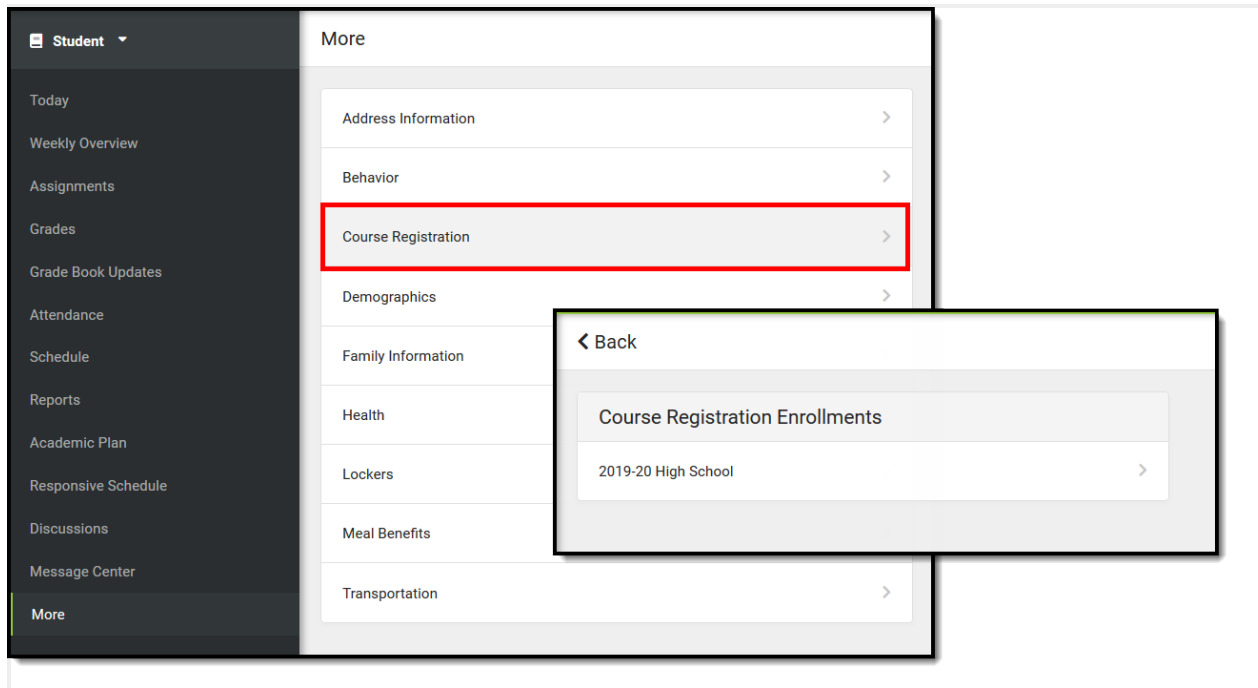 Student
Today
Weekly Overview
Assignments
Grades
Grade Book Updates
Attendance
Schedule
Reports
Academic Plan
Responsive Schedule
Discussions
Message Center
More
More
Address Information
Behavior
Course Registration
Demographics
Family Information
Health
Lockers
Meal Benefits
Transportation
Back
Course Registration Enrollments
2019-20 High School